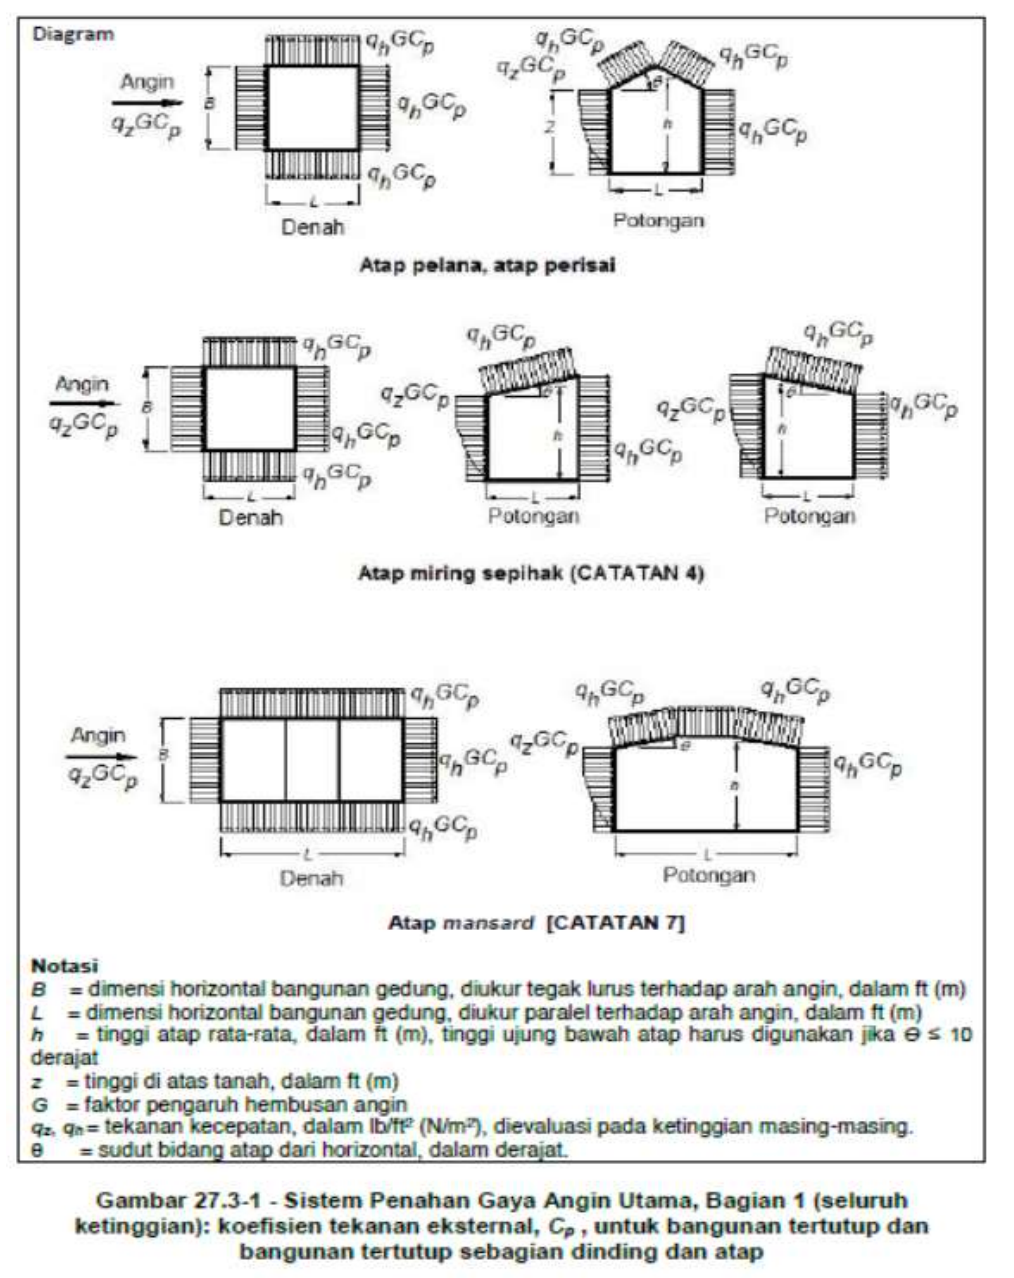 Diagram
q_hGC_p
Angin
q_zGC_p
B
q_hGC_p
q_hGC_p
L
Denah
q_hGC_p
q_zGC_p
q_hGC_p
θ
Z
h
q_hGC_p
L
Potongan
Atap pelana, atap perisai
q_hGC_p
Angin
q_zGC_p
B
q_hGC_p
q_hGC_p
L
Denah
q_hGC_p
q_zGC_p
θ
h
q_hGC_p
L
Potongan
q_hGC_p
q_zGC_p
θ
h
q_hGC_p
L
Potongan
Atap miring sepihak (CATATAN 4)
q_hGC_p
Angin
q_zGC_p
B
q_hGC_p
q_hGC_p
L
Denah
q_hGC_p
q_hGC_p
q_zGC_p
θ
h
q_hGC_p
L
Potongan
Atap mansard [CATATAN 7]
Notasi
B = dimensi horizontal bangunan gedung, diukur tegak lurus terhadap arah angin, dalam ft (m)
L = dimensi horizontal bangunan gedung, diukur paralel terhadap arah angin, dalam ft (m)
h = tinggi atap rata-rata, dalam ft (m), tinggi ujung bawah atap harus digunakan jika Θ ≤ 10
derajat
z = tinggi di atas tanah, dalam ft (m)
G = faktor pengaruh hembusan angin
q_z, q_h = tekanan kecepatan, dalam lb/ft² (N/m²), dievaluasi pada ketinggian masing-masing.
θ = sudut bidang atap dari horizontal, dalam derajat.
Gambar 27.3-1 - Sistem Penahan Gaya Angin Utama, Bagian 1 (seluruh
ketinggian): koefisien tekanan eksternal, C_p , untuk bangunan tertutup dan
bangunan tertutup sebagian dinding dan atap